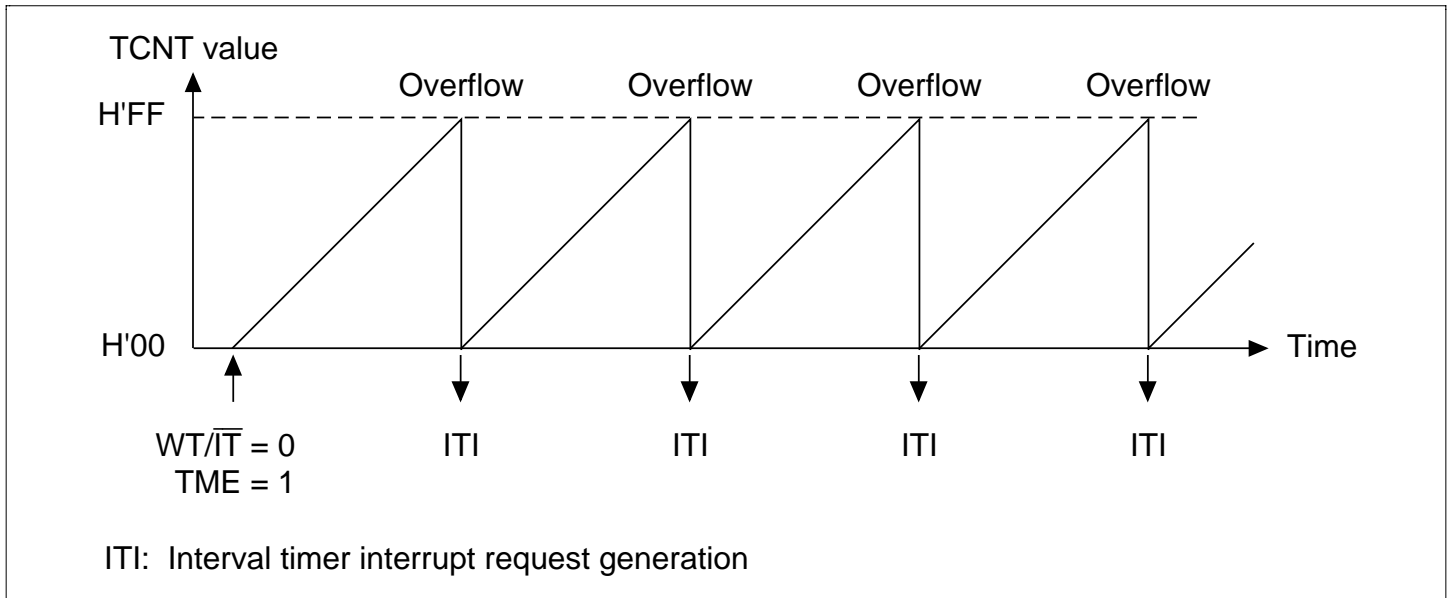 TCNT value
Overflow Overflow Overflow Overflow
H'FF
H'00
Time
WT/I̅T̅ = 0
TME = 1
ITI ITI ITI ITI
ITI: Interval timer interrupt request generation